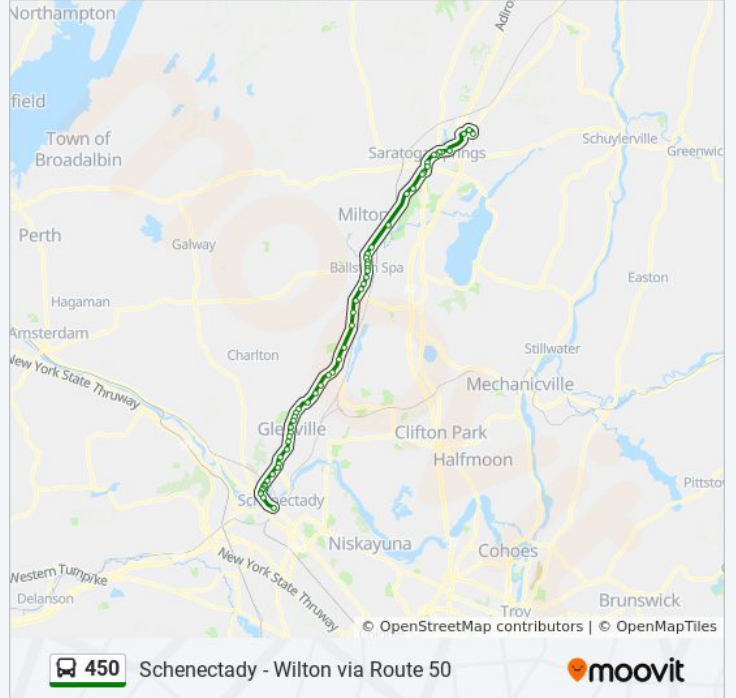 Northampton
Adiro
field
Town of
Broadalbin
Schuylerville
Greenwic
Saratoga Springs
Milton
Perth
Galway
Ballston Spa
Easton
Hagaman
Amsterdam
Stillwater
Charlton
New York State Thruway
Mechanicville
Glenville
Clifton Park
Halfmoon
Pittsto
Schenectady
Niskayuna
Cohoes
New York State Thruway
Western Turnpike
Delanson
Brunswick
Troy
© OpenStreetMap contributors | © OpenMapTiles
450 Schenectady - Wilton via Route 50
moovit